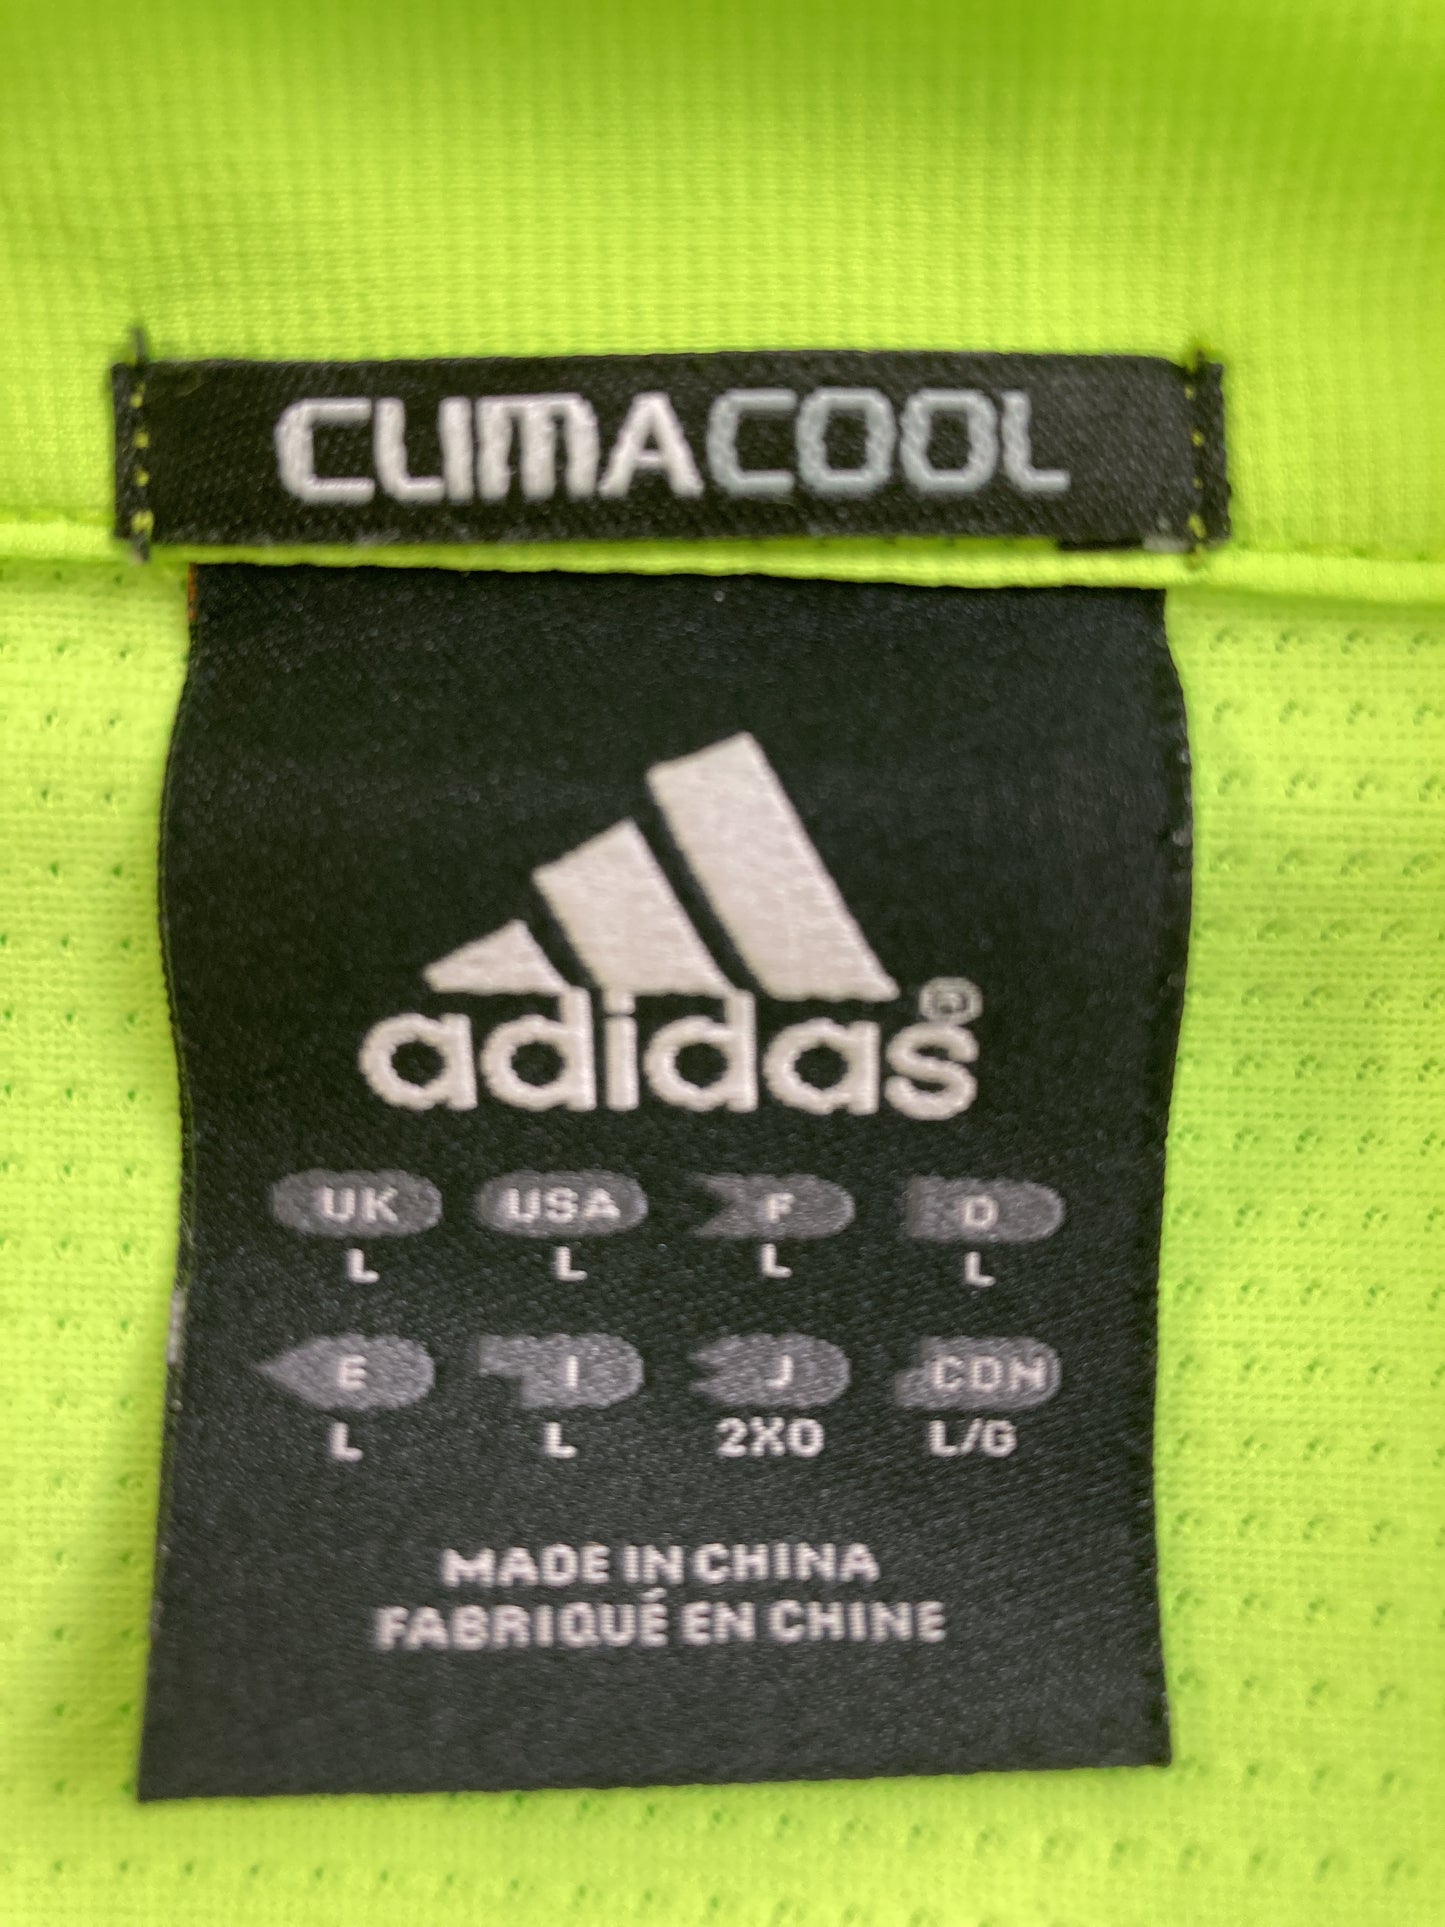 CLIMACOOL
adidas®
UK USA F D
L L L L
E I J CDN
L L 2XO L/G
MADE IN CHINA
FABRIQUÉ EN CHINE